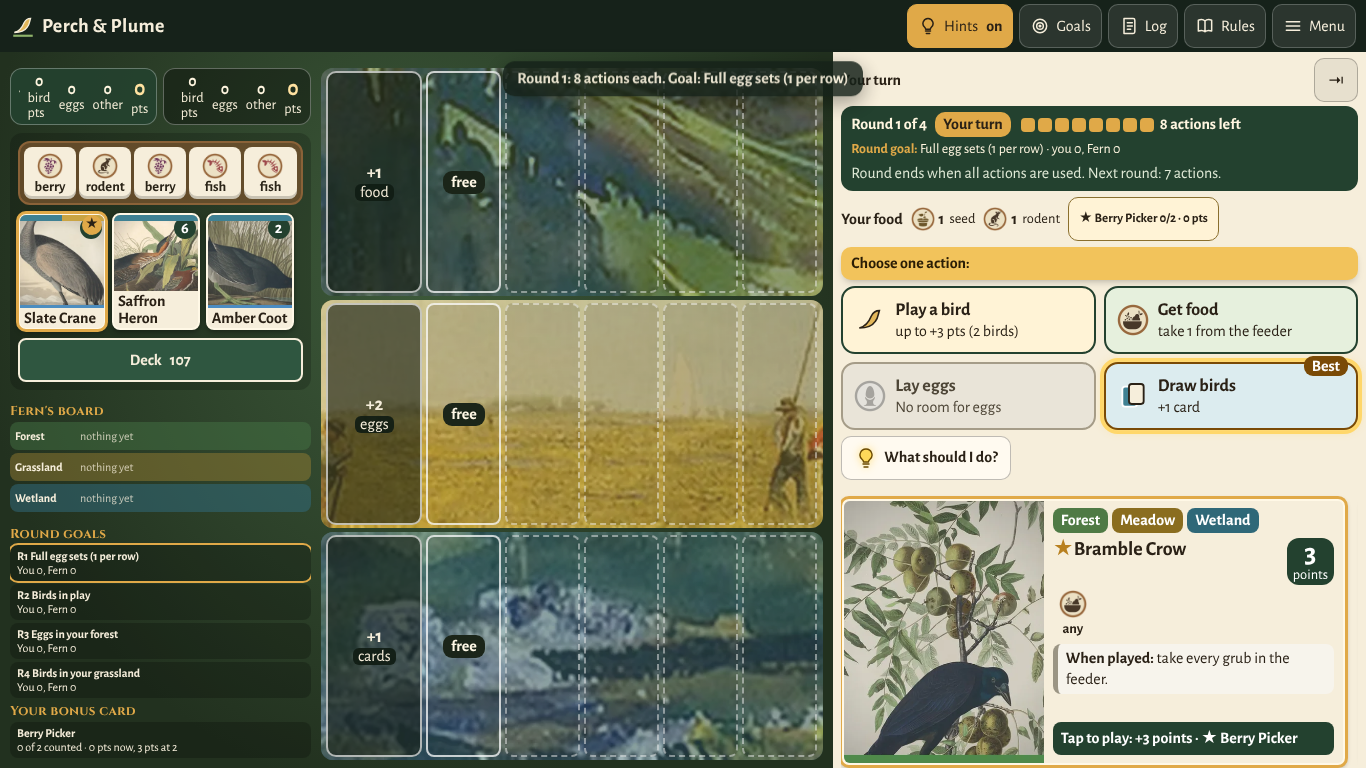 Perch & Plume
Hints on
Goals
Log
Rules
Menu
0 bird pts
0 eggs
0 other
0 pts
0 bird pts
0 eggs
0 other
0 pts
berry
rodent
berry
fish
fish
Slate Crane
6
Saffron Heron
2
Amber Coot
Deck 107
Fern's board
Forest nothing yet
Grassland nothing yet
Wetland nothing yet
Round goals
R1 Full egg sets (1 per row)
You 0, Fern 0
R2 Birds in play
You 0, Fern 0
R3 Eggs in your forest
You 0, Fern 0
R4 Birds in your grassland
You 0, Fern 0
Your bonus card
Berry Picker
0 of 2 counted · 0 pts now, 3 pts at 2
Round 1: 8 actions each. Goal: Full egg sets (1 per row)
+1
food
free
+2
eggs
free
+1
cards
free
our turn
Round 1 of 4 Your turn 8 actions left
Round goal: Full egg sets (1 per row) · you 0, Fern 0
Round ends when all actions are used. Next round: 7 actions.
Your food 1 seed 1 rodent ★ Berry Picker 0/2 · 0 pts
Choose one action:
Play a bird
up to +3 pts (2 birds)
Get food
take 1 from the feeder
Lay eggs
No room for eggs
Best
Draw birds
+1 card
What should I do?
Forest Meadow Wetland
★ Bramble Crow
3
points
any
When played: take every grub in the
feeder.
Tap to play: +3 points · ★ Berry Picker